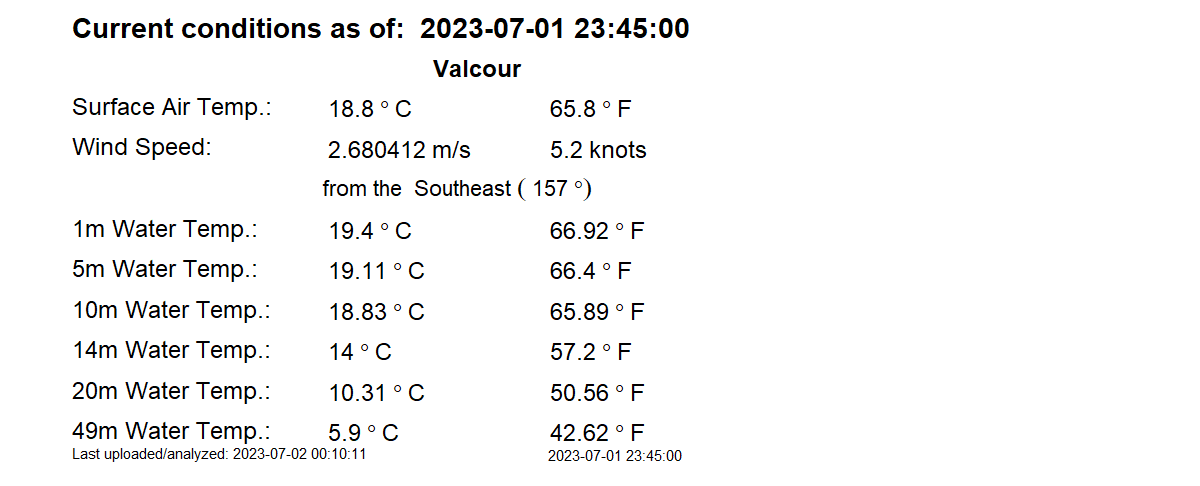 Current conditions as of: 2023-07-01 23:45:00
Valcour
Surface Air Temp.: 18.8 ° C 65.8 ° F
Wind Speed: 2.680412 m/s 5.2 knots
from the Southeast ( 157 °)
1m Water Temp.: 19.4 ° C 66.92 ° F
5m Water Temp.: 19.11 ° C 66.4 ° F
10m Water Temp.: 18.83 ° C 65.89 ° F
14m Water Temp.: 14 ° C 57.2 ° F
20m Water Temp.: 10.31 ° C 50.56 ° F
49m Water Temp.: 5.9 ° C 42.62 ° F
Last uploaded/analyzed: 2023-07-02 00:10:11 2023-07-01 23:45:00